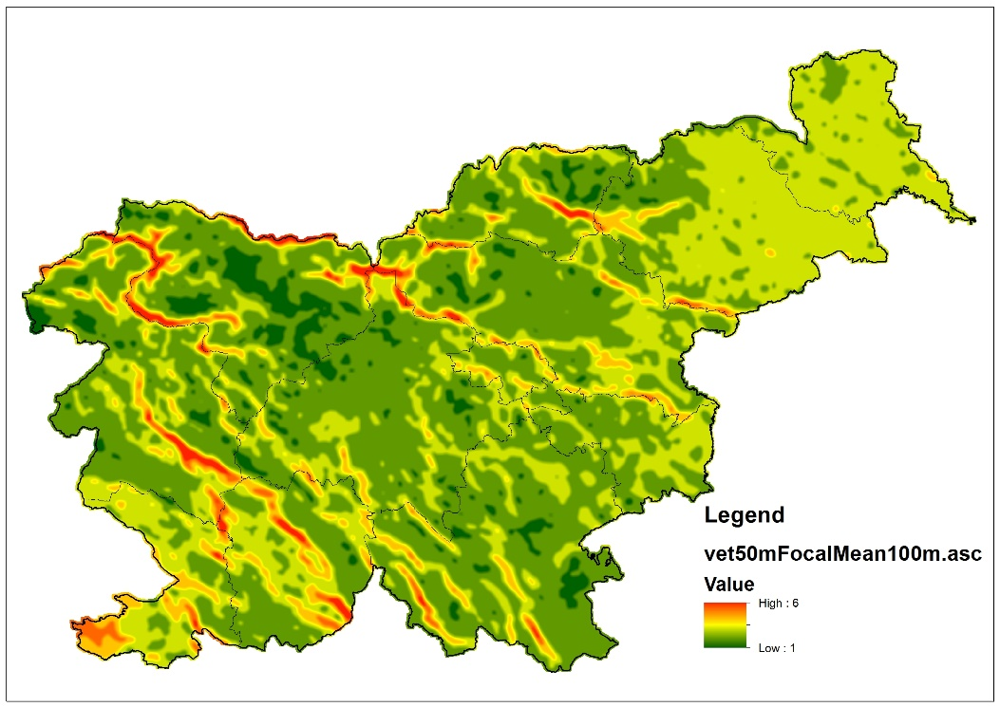 Legend
vet50mFocalMean100m.asc
Value
High : 6
Low : 1